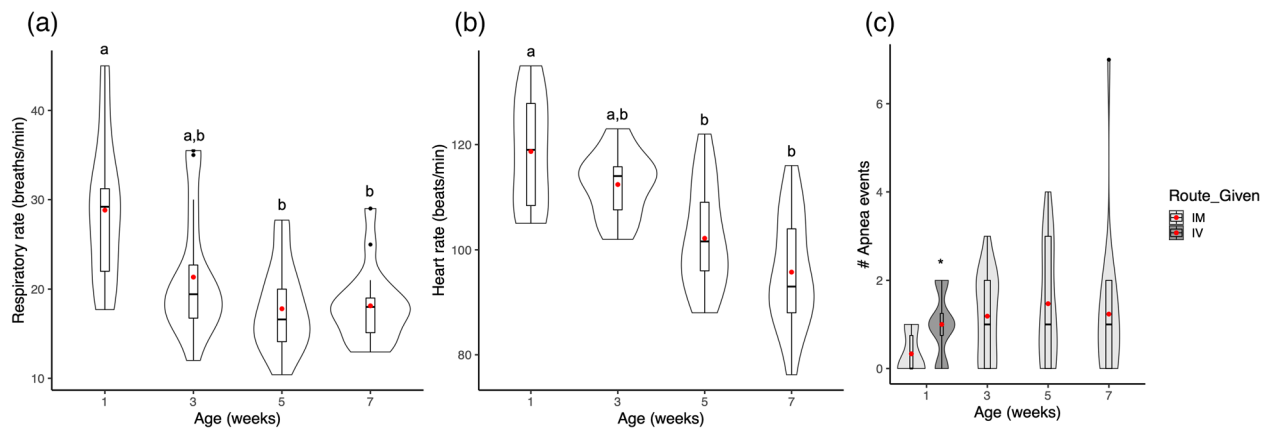 (a)
Respiratory rate (breaths/min)
40
30
20
10
a
a,b
b
b
1 3 5 7
Age (weeks)
(b)
Heart rate (beats/min)
120
100
80
a
a,b
b
b
1 3 5 7
Age (weeks)
(c)
# Apnea events
6
4
2
0
*
1 3 5 7
Age (weeks)
Route_Given
IM
IV